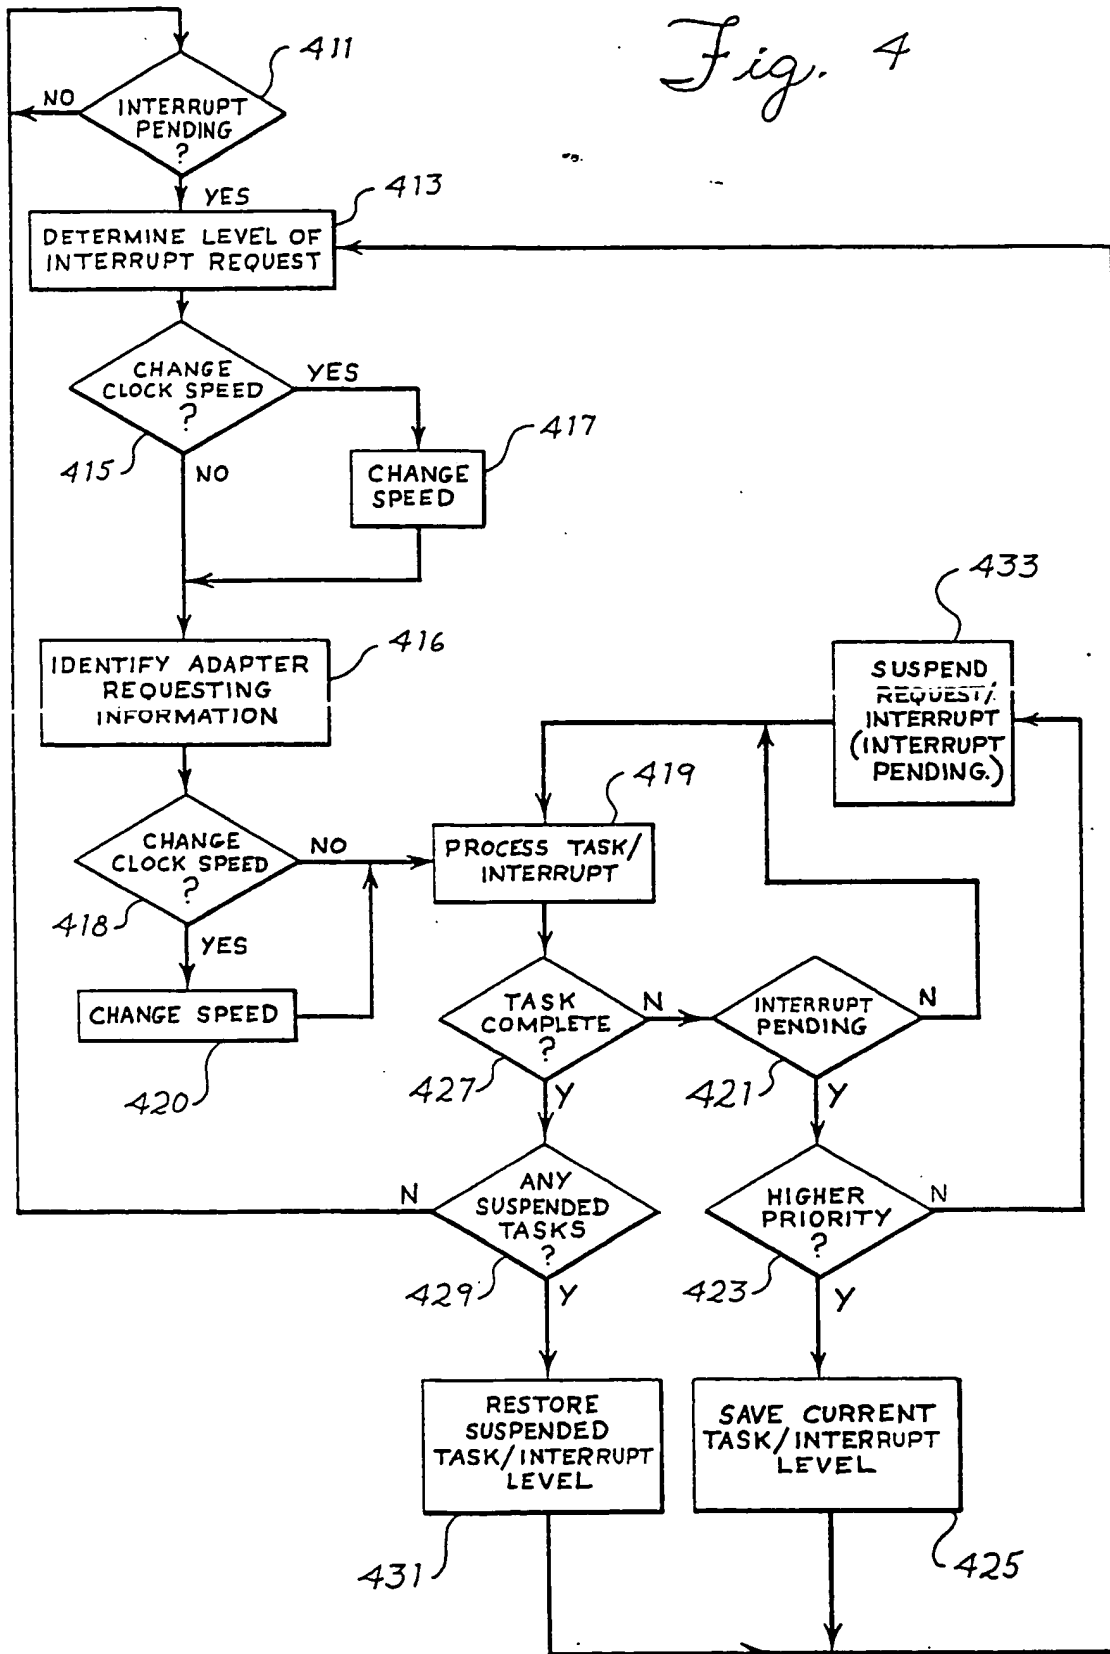 Fig. 4
411
NO
INTERRUPT
PENDING
?
YES
413
DETERMINE LEVEL OF
INTERRUPT REQUEST
CHANGE
CLOCK SPEED
?
YES
415
NO
417
CHANGE
SPEED
416
IDENTIFY ADAPTER
REQUESTING
INFORMATION
433
SUSPEND
REQUEST/
INTERRUPT
(INTERRUPT
PENDING.)
419
PROCESS TASK/
INTERRUPT
CHANGE
CLOCK SPEED
?
NO
418
YES
CHANGE SPEED
420
TASK
COMPLETE
?
N
427
Y
INTERRUPT
PENDING
N
421
Y
N
ANY
SUSPENDED
TASKS
?
429
Y
HIGHER
PRIORITY
?
N
423
Y
RESTORE
SUSPENDED
TASK/INTERRUPT
LEVEL
431
SAVE CURRENT
TASK/INTERRUPT
LEVEL
425